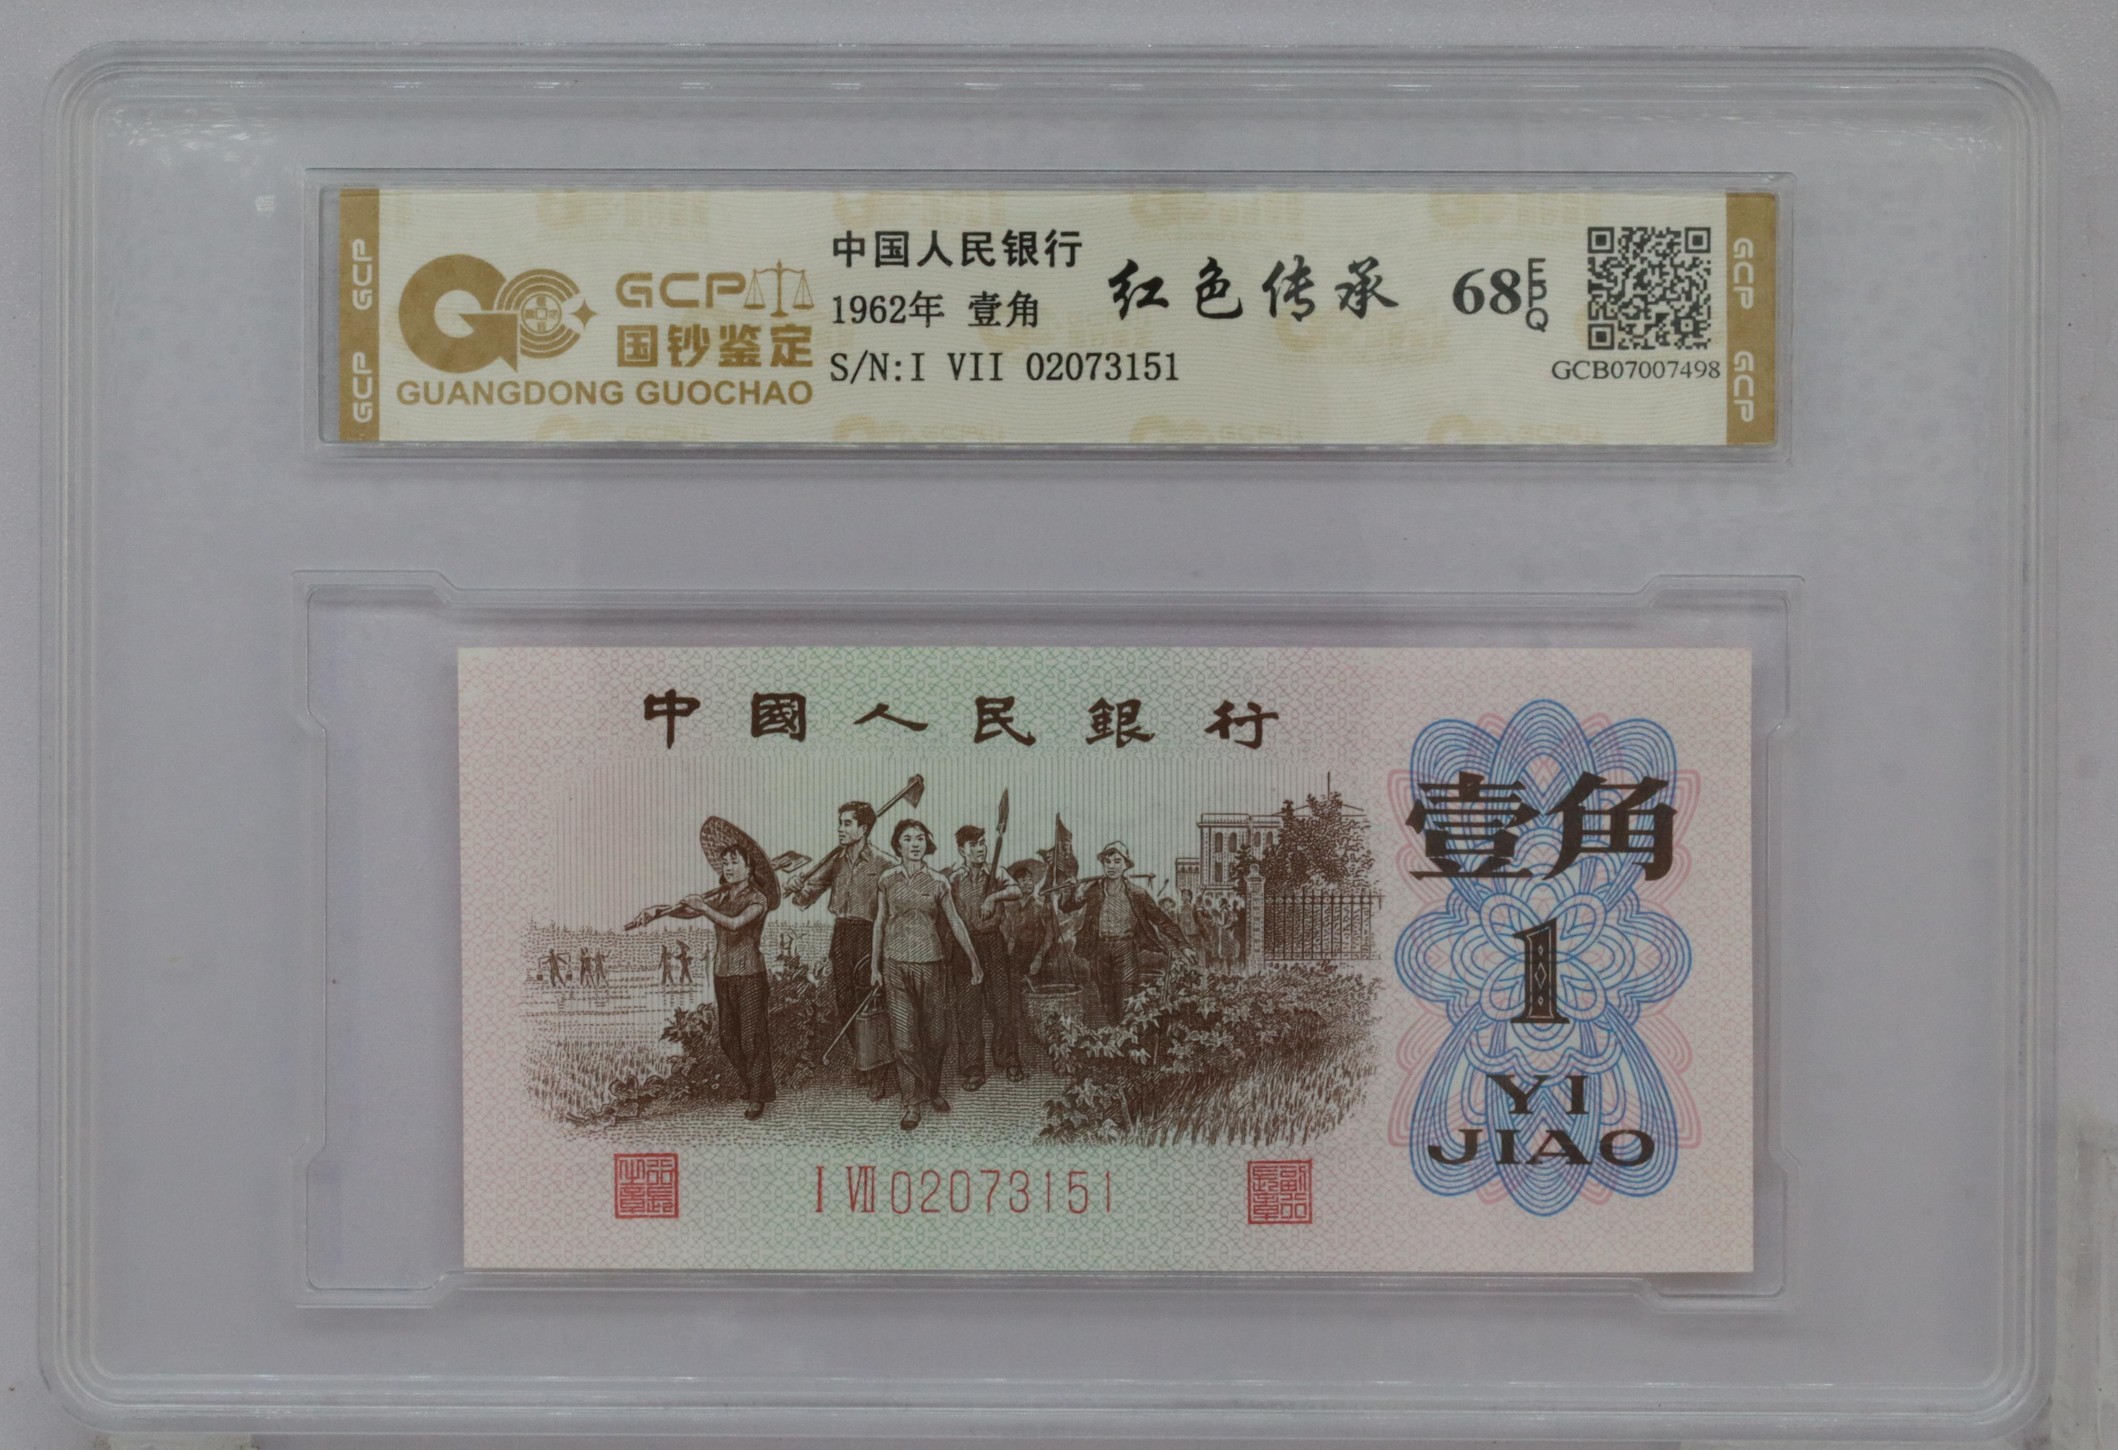 GCP
GCP
GCP
国钞鉴定
GUANGDONG GUOCHAO
中国人民银行
1962年 壹角
S/N:I VII 02073151
红色传承
68 EPQ
GCB07007498
GCP
GCP
中國人民銀行
壹角
1
YI
JIAO
I VII 02073151